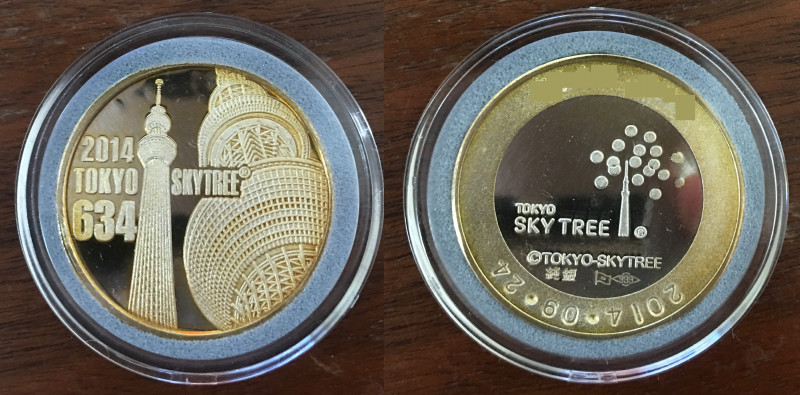 2014
TOKYO
SKYTREE®
634
TOKYO
SKY TREE ®
©TOKYO-SKYTREE
純銀
2014・09・24